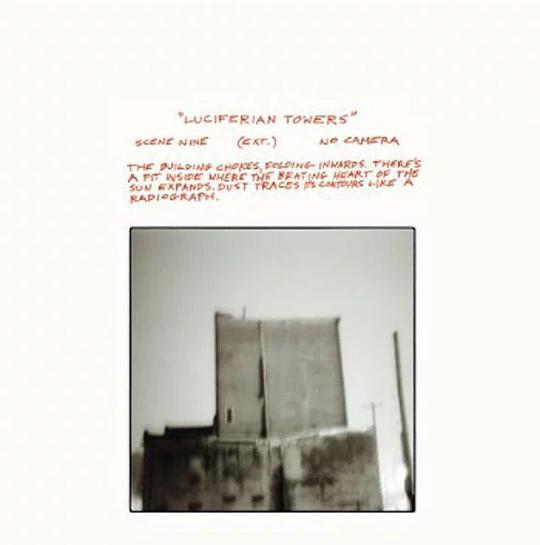 "LUCIFERIAN TOWERS"
SCENE NINE (EXT.) NO CAMERA
THE BUILDING CHOKES, FOLDING INWARDS. THERE'S
A PIT INSIDE WHERE THE BEATING HEART OF THE
SUN EXPANDS. DUST TRACES ITS CONTOURS LIKE A
RADIOGRAPH.